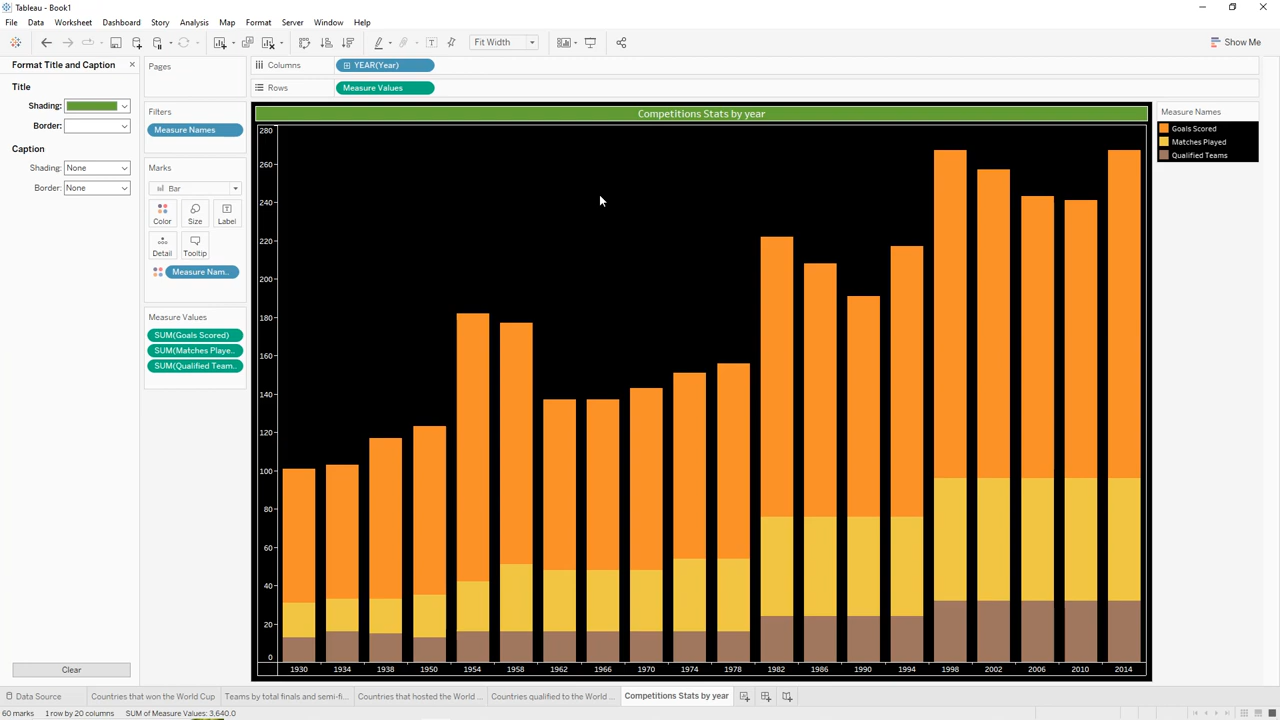 Tableau - Book1
File Data Worksheet Dashboard Story Analysis Map Format Server Window Help
Fit Width
Show Me
Format Title and Caption
Title
Shading:
Border:
Caption
Shading: None
Border: None
Clear
Pages
Filters
Measure Names
Marks
Bar
Color Size Label
Detail Tooltip
Measure Nam..
Measure Values
SUM(Goals Scored)
SUM(Matches Playe..
SUM(Qualified Team..
Columns YEAR(Year)
Rows Measure Values
Competitions Stats by year
280
260
240
220
200
180
160
140
120
100
80
60
40
20
0
1930 1934 1938 1950 1954 1958 1962 1966 1970 1974 1978 1982 1986 1990 1994 1998 2002 2006 2010 2014
Measure Names
Goals Scored
Matches Played
Qualified Teams
Data Source Countries that won the World Cup Teams by total finals and semi-fi... Countries that hosted the World ... Countries qualified to the World ... Competitions Stats by year
60 marks 1 row by 20 columns SUM of Measure Values: 3,640.0